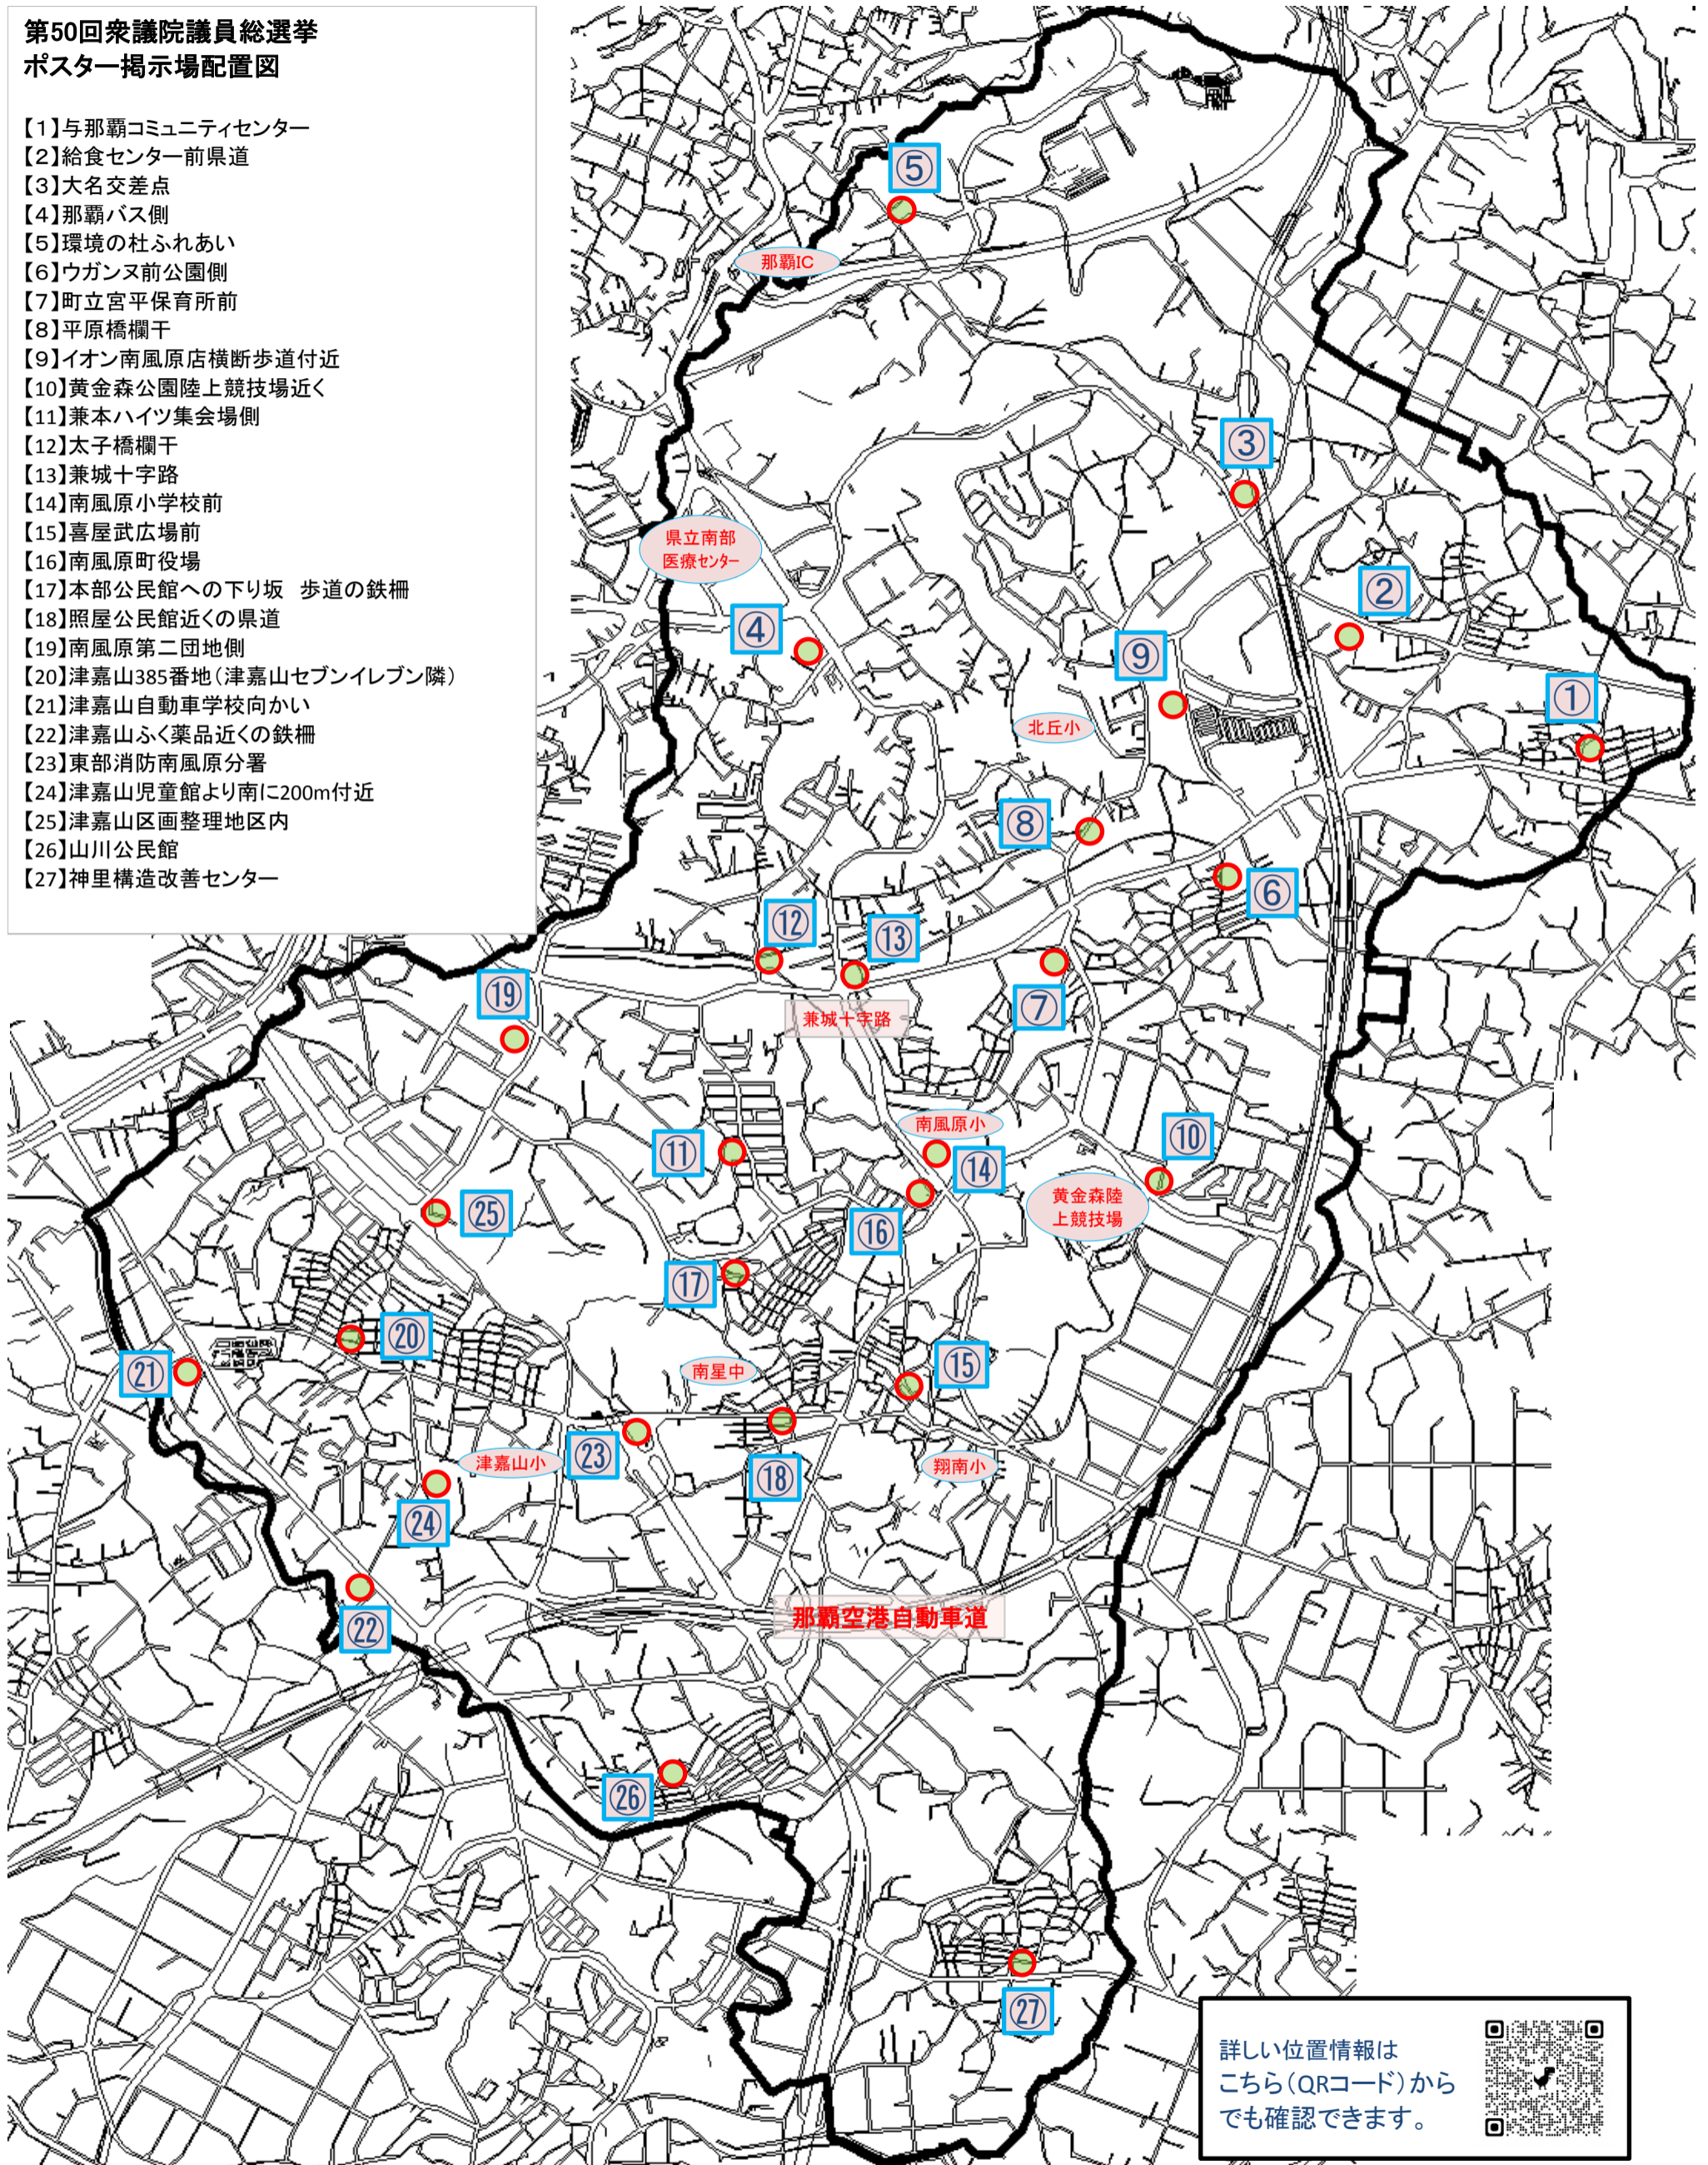 第50回衆議院議員総選挙
ポスター掲示場配置図
【1】与那覇コミュニティセンター
【2】給食センター前県道
【3】大名交差点
【4】那覇バス側
【5】環境の杜ふれあい
【6】ウガンヌ前公園側
【7】町立宮平保育所前
【8】平原橋欄干
【9】イオン南風原店横断歩道付近
【10】黄金森公園陸上競技場近く
【11】兼本ハイツ集会場側
【12】太子橋欄干
【13】兼城十字路
【14】南風原小学校前
【15】喜屋武広場前
【16】南風原町役場
【17】本部公民館への下り坂　歩道の鉄柵
【18】照屋公民館近くの県道
【19】南風原第二団地側
【20】津嘉山385番地(津嘉山セブンイレブン隣)
【21】津嘉山自動車学校向かい
【22】津嘉山ふく薬品近くの鉄柵
【23】東部消防南風原分署
【24】津嘉山児童館より南に200m付近
【25】津嘉山区画整理地区内
【26】山川公民館
【27】神里構造改善センター
⑤
那覇IC
③
県立南部
医療センター
②
④
⑨
①
北丘小
⑧
⑥
⑫
⑬
⑲
⑦
兼城十字路
南風原小
⑪
⑩
⑭
黄金森陸
上競技場
㉕
⑯
⑰
⑳
㉑
南星中
⑮
㉓
津嘉山小
翔南小
⑱
㉔
那覇空港自動車道
㉒
㉖
㉗
詳しい位置情報は
こちら(QRコード)から
でも確認できます。